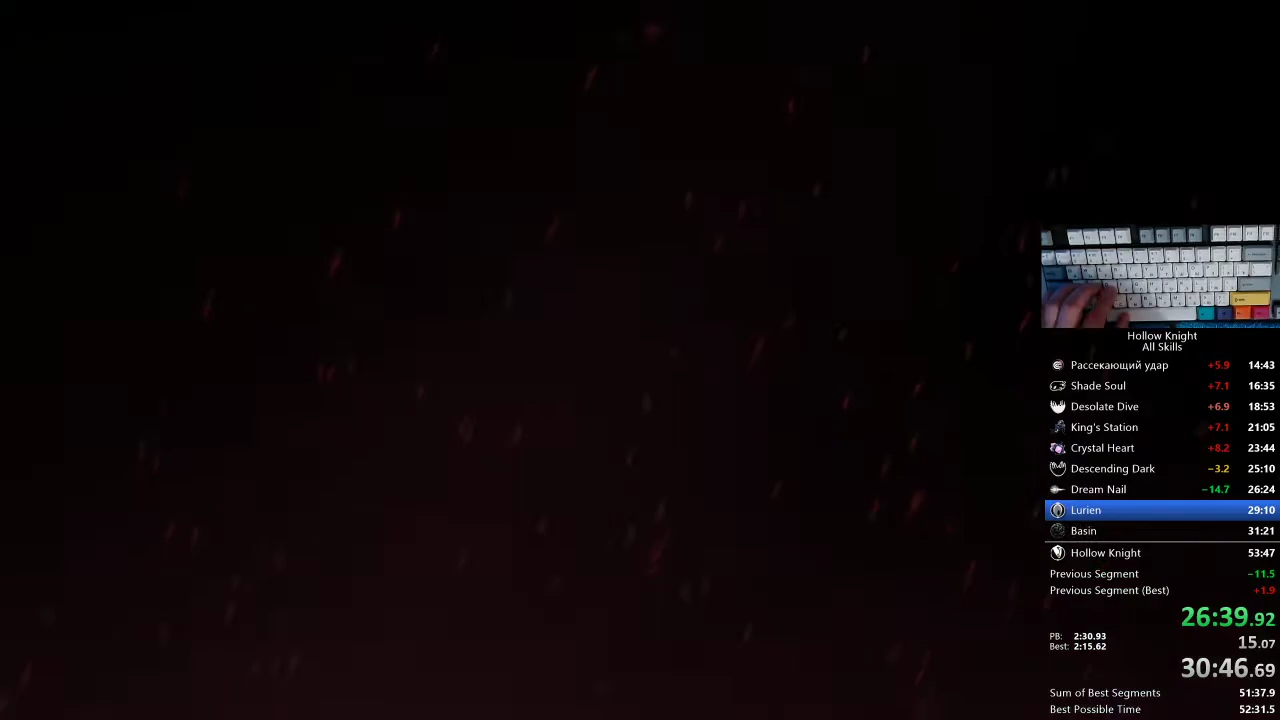 Hollow Knight
All Skills
Рассекающий удар +5.9 14:43
Shade Soul +7.1 16:35
Desolate Dive +6.9 18:53
King's Station +7.1 21:05
Crystal Heart +8.2 23:44
Descending Dark −3.2 25:10
Dream Nail −14.7 26:24
Lurien 29:10
Basin 31:21
Hollow Knight 53:47
Previous Segment −11.5
Previous Segment (Best) +1.9
26:39.92
PB: 2:30.93
Best: 2:15.62
15.07
30:46.69
Sum of Best Segments 51:37.9
Best Possible Time 52:31.5